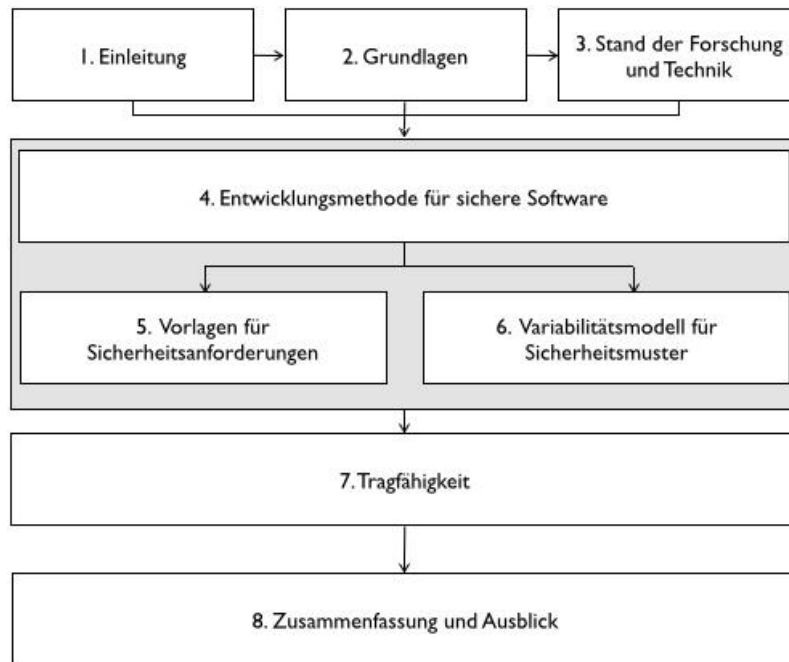 1. Einleitung
2. Grundlagen
3. Stand der Forschung
und Technik
4. Entwicklungsmethode für sichere Software
5. Vorlagen für
Sicherheitsanforderungen
6. Variabilitätsmodell für
Sicherheitsmuster
7. Tragfähigkeit
8. Zusammenfassung und Ausblick